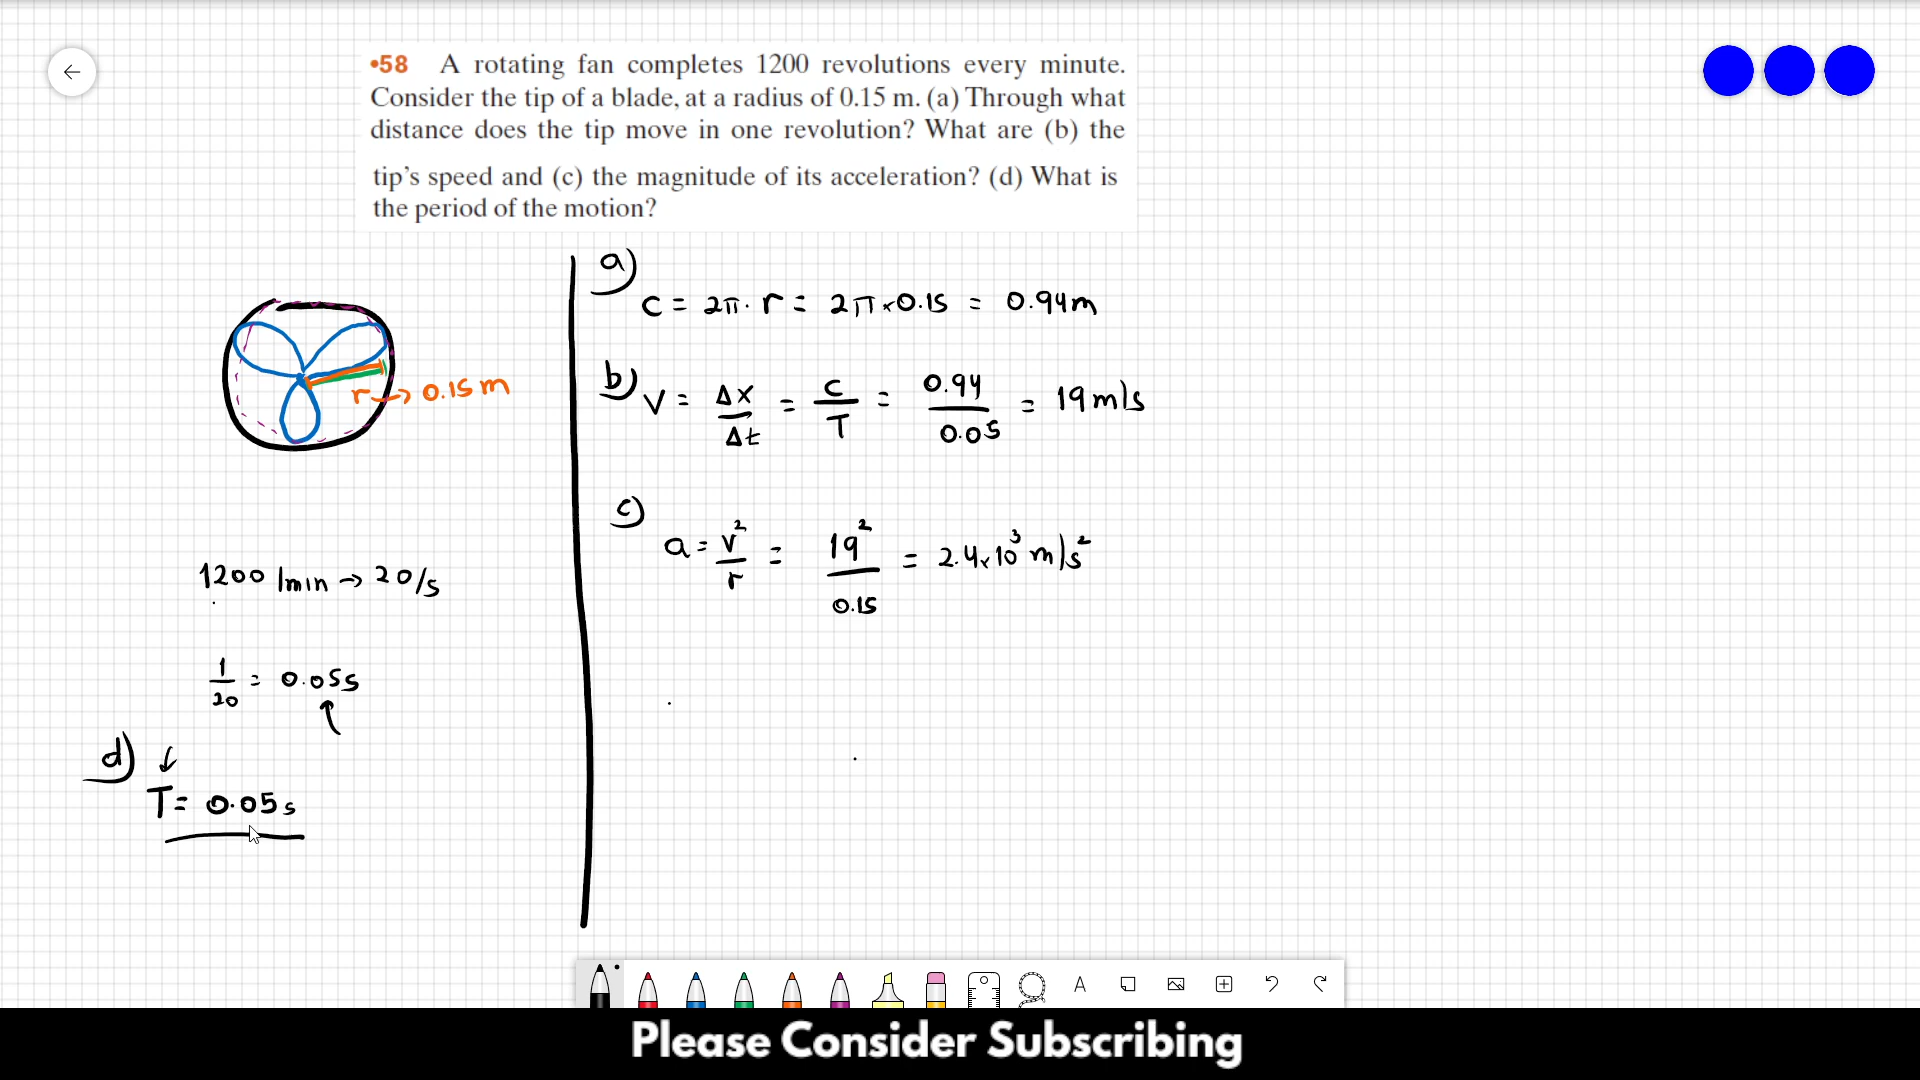 •58 A rotating fan completes 1200 revolutions every minute.
Consider the tip of a blade, at a radius of 0.15 m. (a) Through what
distance does the tip move in one revolution? What are (b) the
tip's speed and (c) the magnitude of its acceleration? (d) What is
the period of the motion?
r → 0.15 m
1200 /min → 20/s
1/20 = 0.05s
d)
T = 0.05 s
a)
c = 2π · r = 2π × 0.15 = 0.94 m
b) v = Δx/Δt = c/T = 0.94/0.05 = 19 m/s
c)
a = v²/r = 19²/0.15 = 2.4 × 10³ m/s²
A
Please Consider Subscribing